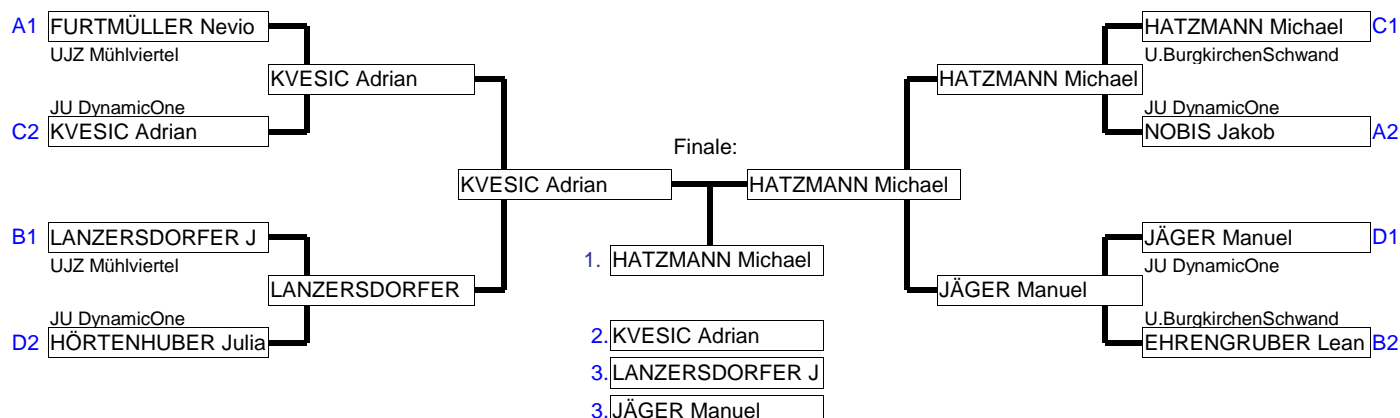 A1 FURTMÜLLER Nevio
UJZ Mühlviertel
KVESIC Adrian
JU DynamicOne
C2 KVESIC Adrian
KVESIC Adrian
B1 LANZERSDORFER J
UJZ Mühlviertel
LANZERSDORFER
JU DynamicOne
D2 HÖRTENHUBER Julia
Finale:
1. HATZMANN Michael
2. KVESIC Adrian
3. LANZERSDORFER J
3. JÄGER Manuel
HATZMANN Michael C1
U.BurgkirchenSchwand
HATZMANN Michael
JU DynamicOne
NOBIS Jakob A2
HATZMANN Michael
JÄGER Manuel D1
JU DynamicOne
JÄGER Manuel
U.BurgkirchenSchwand
EHRENGRUBER Lean B2